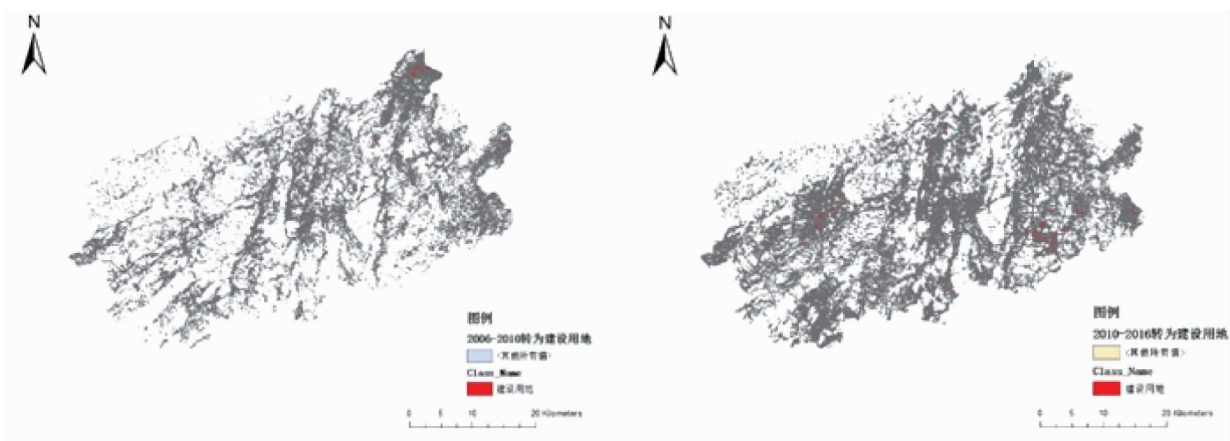 N
图例
2006-2010转为建设用地
<其他所有值>
Class_Name
建设用地
0 5 10 20 Kilometers
N
图例
2010-2016转为建设用地
<其他所有值>
Class_Name
建设用地
0 5 10 20 Kilometers